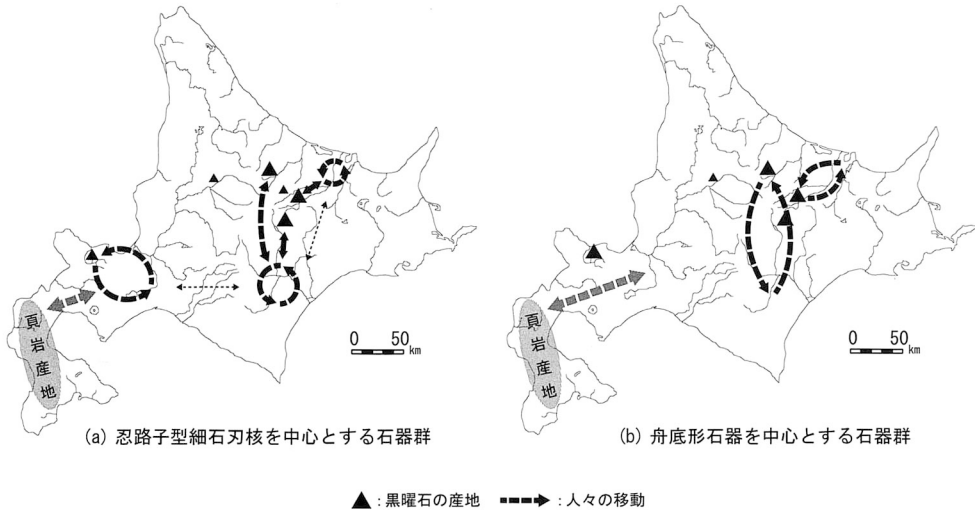 頁岩産地
0 50
km
(a) 忍路子型細石刃核を中心とする石器群
頁岩産地
0 50
km
(b) 舟底形石器を中心とする石器群
▲:黒曜石の産地 :人々の移動